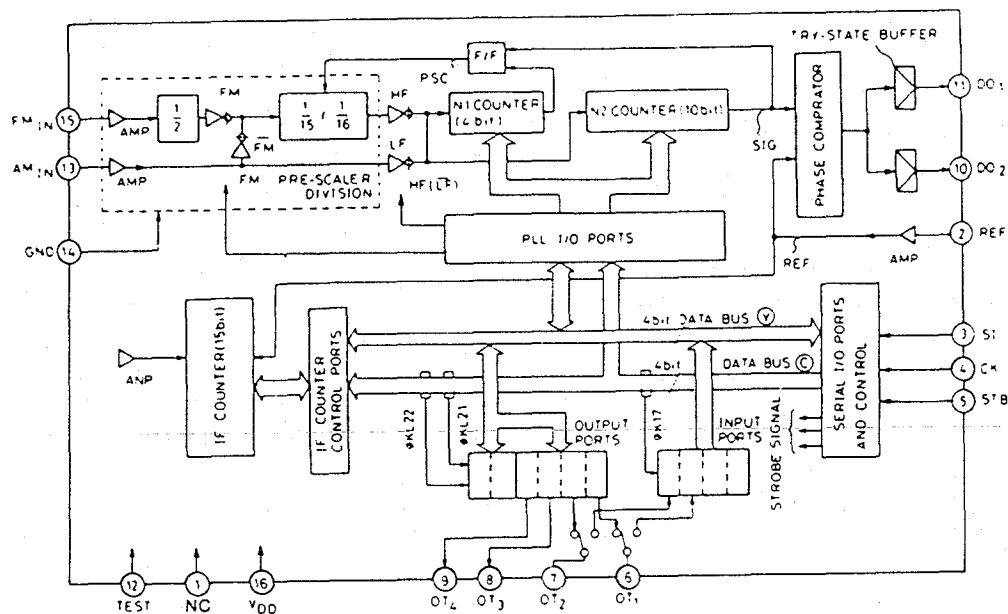 TRY-STATE BUFFER
F/F
PSC
FM
HF
11 DO1
FM IN 15
AMP
1/2
1/15 , 1/16
N1 COUNTER
(4bit)
N2 COUNTER(10bit)
SIG
PHASE COMPRATOR
FM
LF
AM IN 13
AMP
FM
PRE-SCALER
DIVISION
HF(LF)
10 DO2
GND 14
PLL I/O PORTS
2 REF
REF
AMP
4bit DATA BUS Y
3 SI
ANP
IF COUNTER(15bit)
IF COUNTER
CONTROL PORTS
4bit DATA BUS C
SERIAL I/O PORTS
AND CONTROL
4 CK
5 STB
øKL22
øKL21
OUTPUT
PORTS
øK17
INPUT
PORTS
STROBE SIGNAL
12 1 16 9 8 7 6
TEST NC VDD OT4 OT3 OT2 OT1